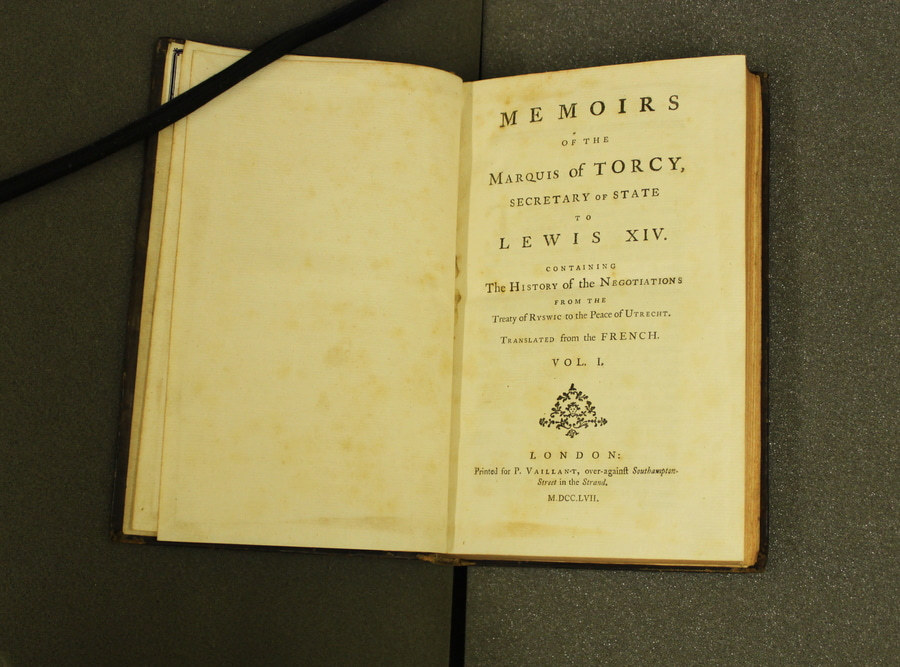 MEMOIRS
OF THE
MARQUIS of TORCY,
SECRETARY OF STATE
TO
LEWIS XIV.
CONTAINING
The HISTORY of the NEGOTIATIONS
FROM THE
Treaty of RYSWIC to the Peace of UTRECHT.
TRANSLATED from the FRENCH.
VOL. I.
LONDON:
Printed for P. VAILLANT, over-againſt Southampton-
Street in the Strand.
M.DCC.LVII.